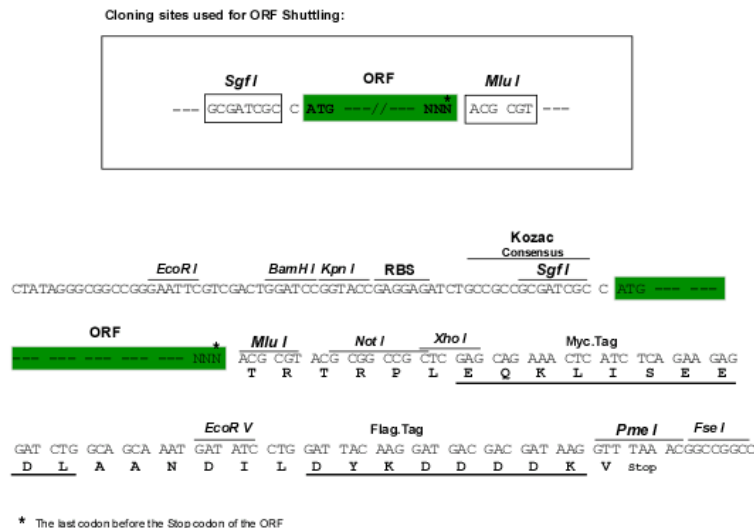 Cloning sites used for ORF Shuttling:
Sgf I ORF Mlu I
*
--- GCGATCGC C ATG ---//--- NNN ACG CGT ---
Kozac
Consensus
EcoR I BamH I Kpn I RBS Sgf I
CTATAGGGCGGCCGGGAATTCGTCGACTGGATCCGGTACCGAGGAGATCTGCCGCCGCGATCGC C ATG --- ---
ORF * Mlu I Not I Xho I Myc.Tag
--- --- --- --- --- --- NNN ACG CGT ACG CGG CCG CTC GAG CAG AAA CTC ATC TCA GAA GAG
T R T R P L E Q K L I S E E
EcoR V Flag.Tag Pme I Fse I
GAT CTG GCA GCA AAT GAT ATC CTG GAT TAC AAG GAT GAC GAC GAT AAG GTT TAA ACGGCCGGCC
D L A A N D I L D Y K D D D D K V Stop
* The last codon before the Stop codon of the ORF